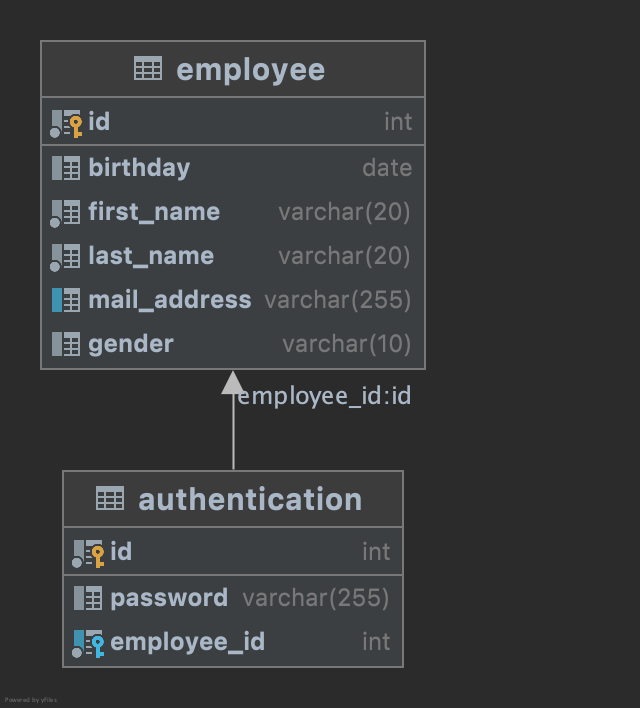 employee
id int
birthday date
first_name varchar(20)
last_name varchar(20)
mail_address varchar(255)
gender varchar(10)
employee_id:id
authentication
id int
password varchar(255)
employee_id int
Powered by yFiles